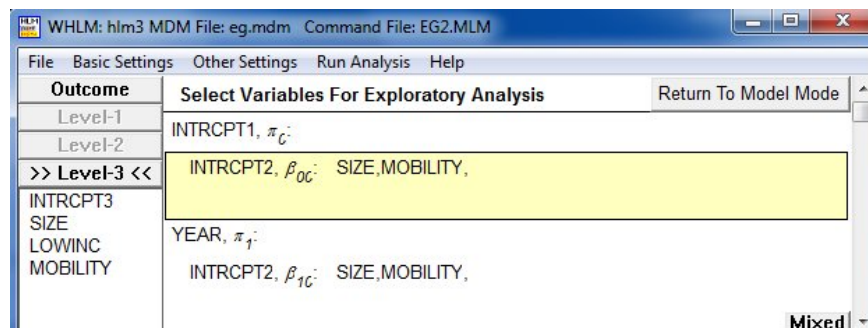 WHLM: hlm3 MDM File: eg.mdm Command File: EG2.MLM
File Basic Settings Other Settings Run Analysis Help
Outcome
Level-1
Level-2
>> Level-3 <<
INTRCPT3
SIZE
LOWINC
MOBILITY
Select Variables For Exploratory Analysis
Return To Model Mode
INTRCPT1, π₀:
INTRCPT2, β₀₀: SIZE,MOBILITY,
YEAR, π₁:
INTRCPT2, β₁₀: SIZE,MOBILITY,
Mixed